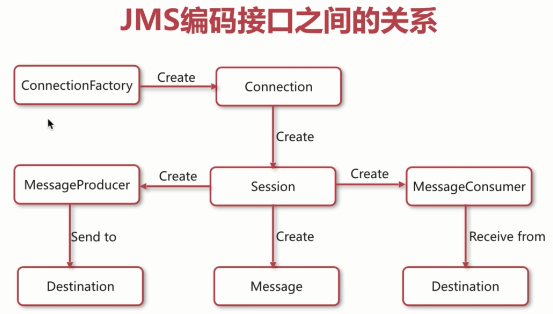 JMS编码接口之间的关系
ConnectionFactory
Create
Connection
Create
MessageProducer
Create
Session
Create
MessageConsumer
Send to
Create
Receive from
Destination
Message
Destination